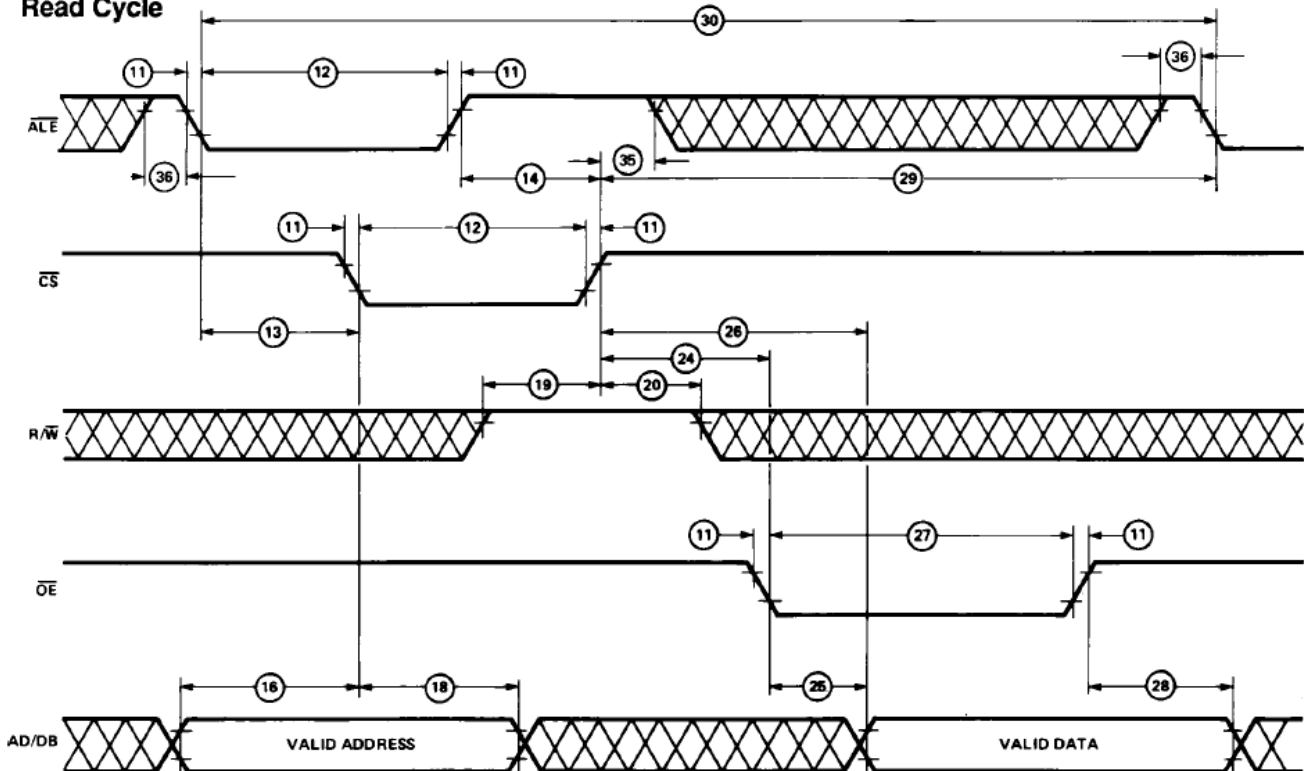 Read Cycle
30
11 12 11 36
ALE
36 14 35 29
11 12 11
CS
13 26
24
19 20
R/W
11 27 11
OE
16 18 25 28
AD/DB VALID ADDRESS VALID DATA